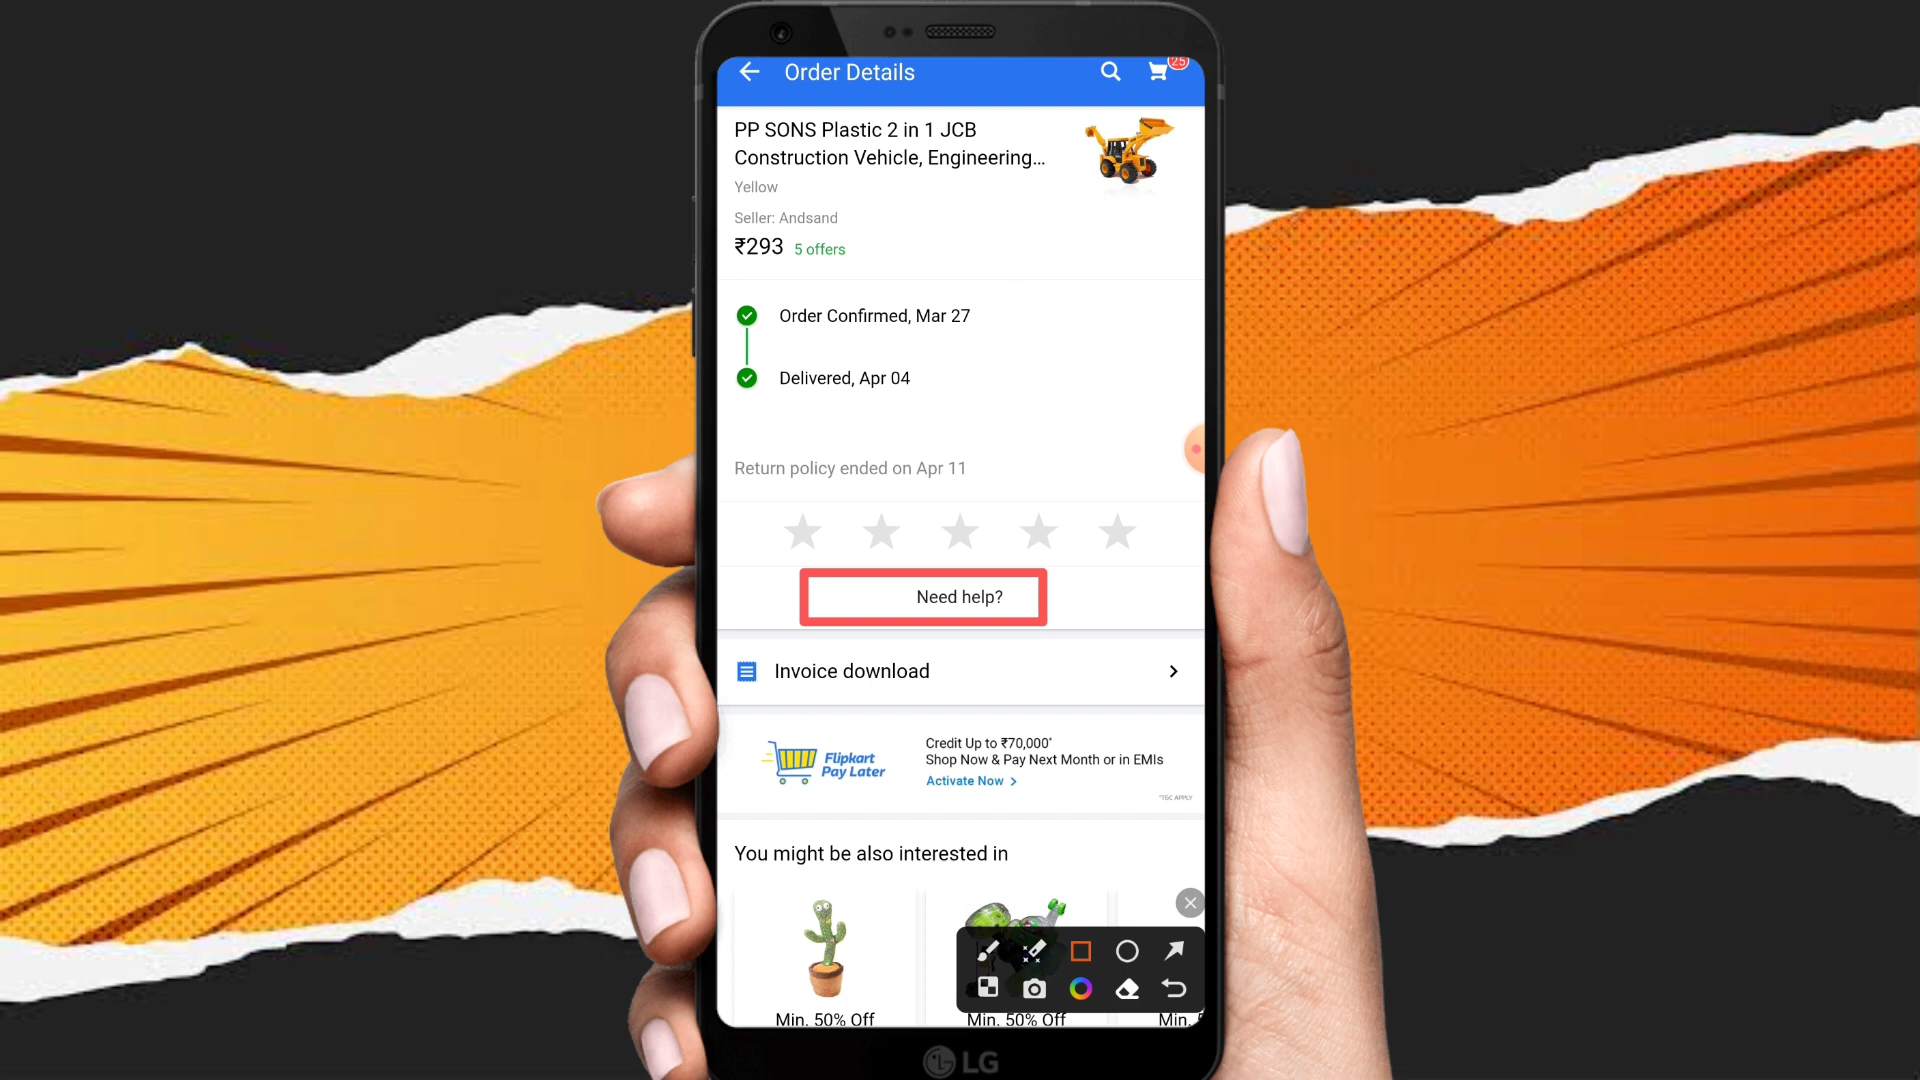 Order Details
25
PP SONS Plastic 2 in 1 JCB
Construction Vehicle, Engineering...
Yellow
Seller: Andsand
₹293 5 offers
Order Confirmed, Mar 27
Delivered, Apr 04
Return policy ended on Apr 11
Need help?
Invoice download
Flipkart
Pay Later
Credit Up to ₹70,000*
Shop Now & Pay Next Month or in EMIs
Activate Now
*T&C APPLY
You might be also interested in
Min. 50% Off
Min. 50% Off
Min.
LG